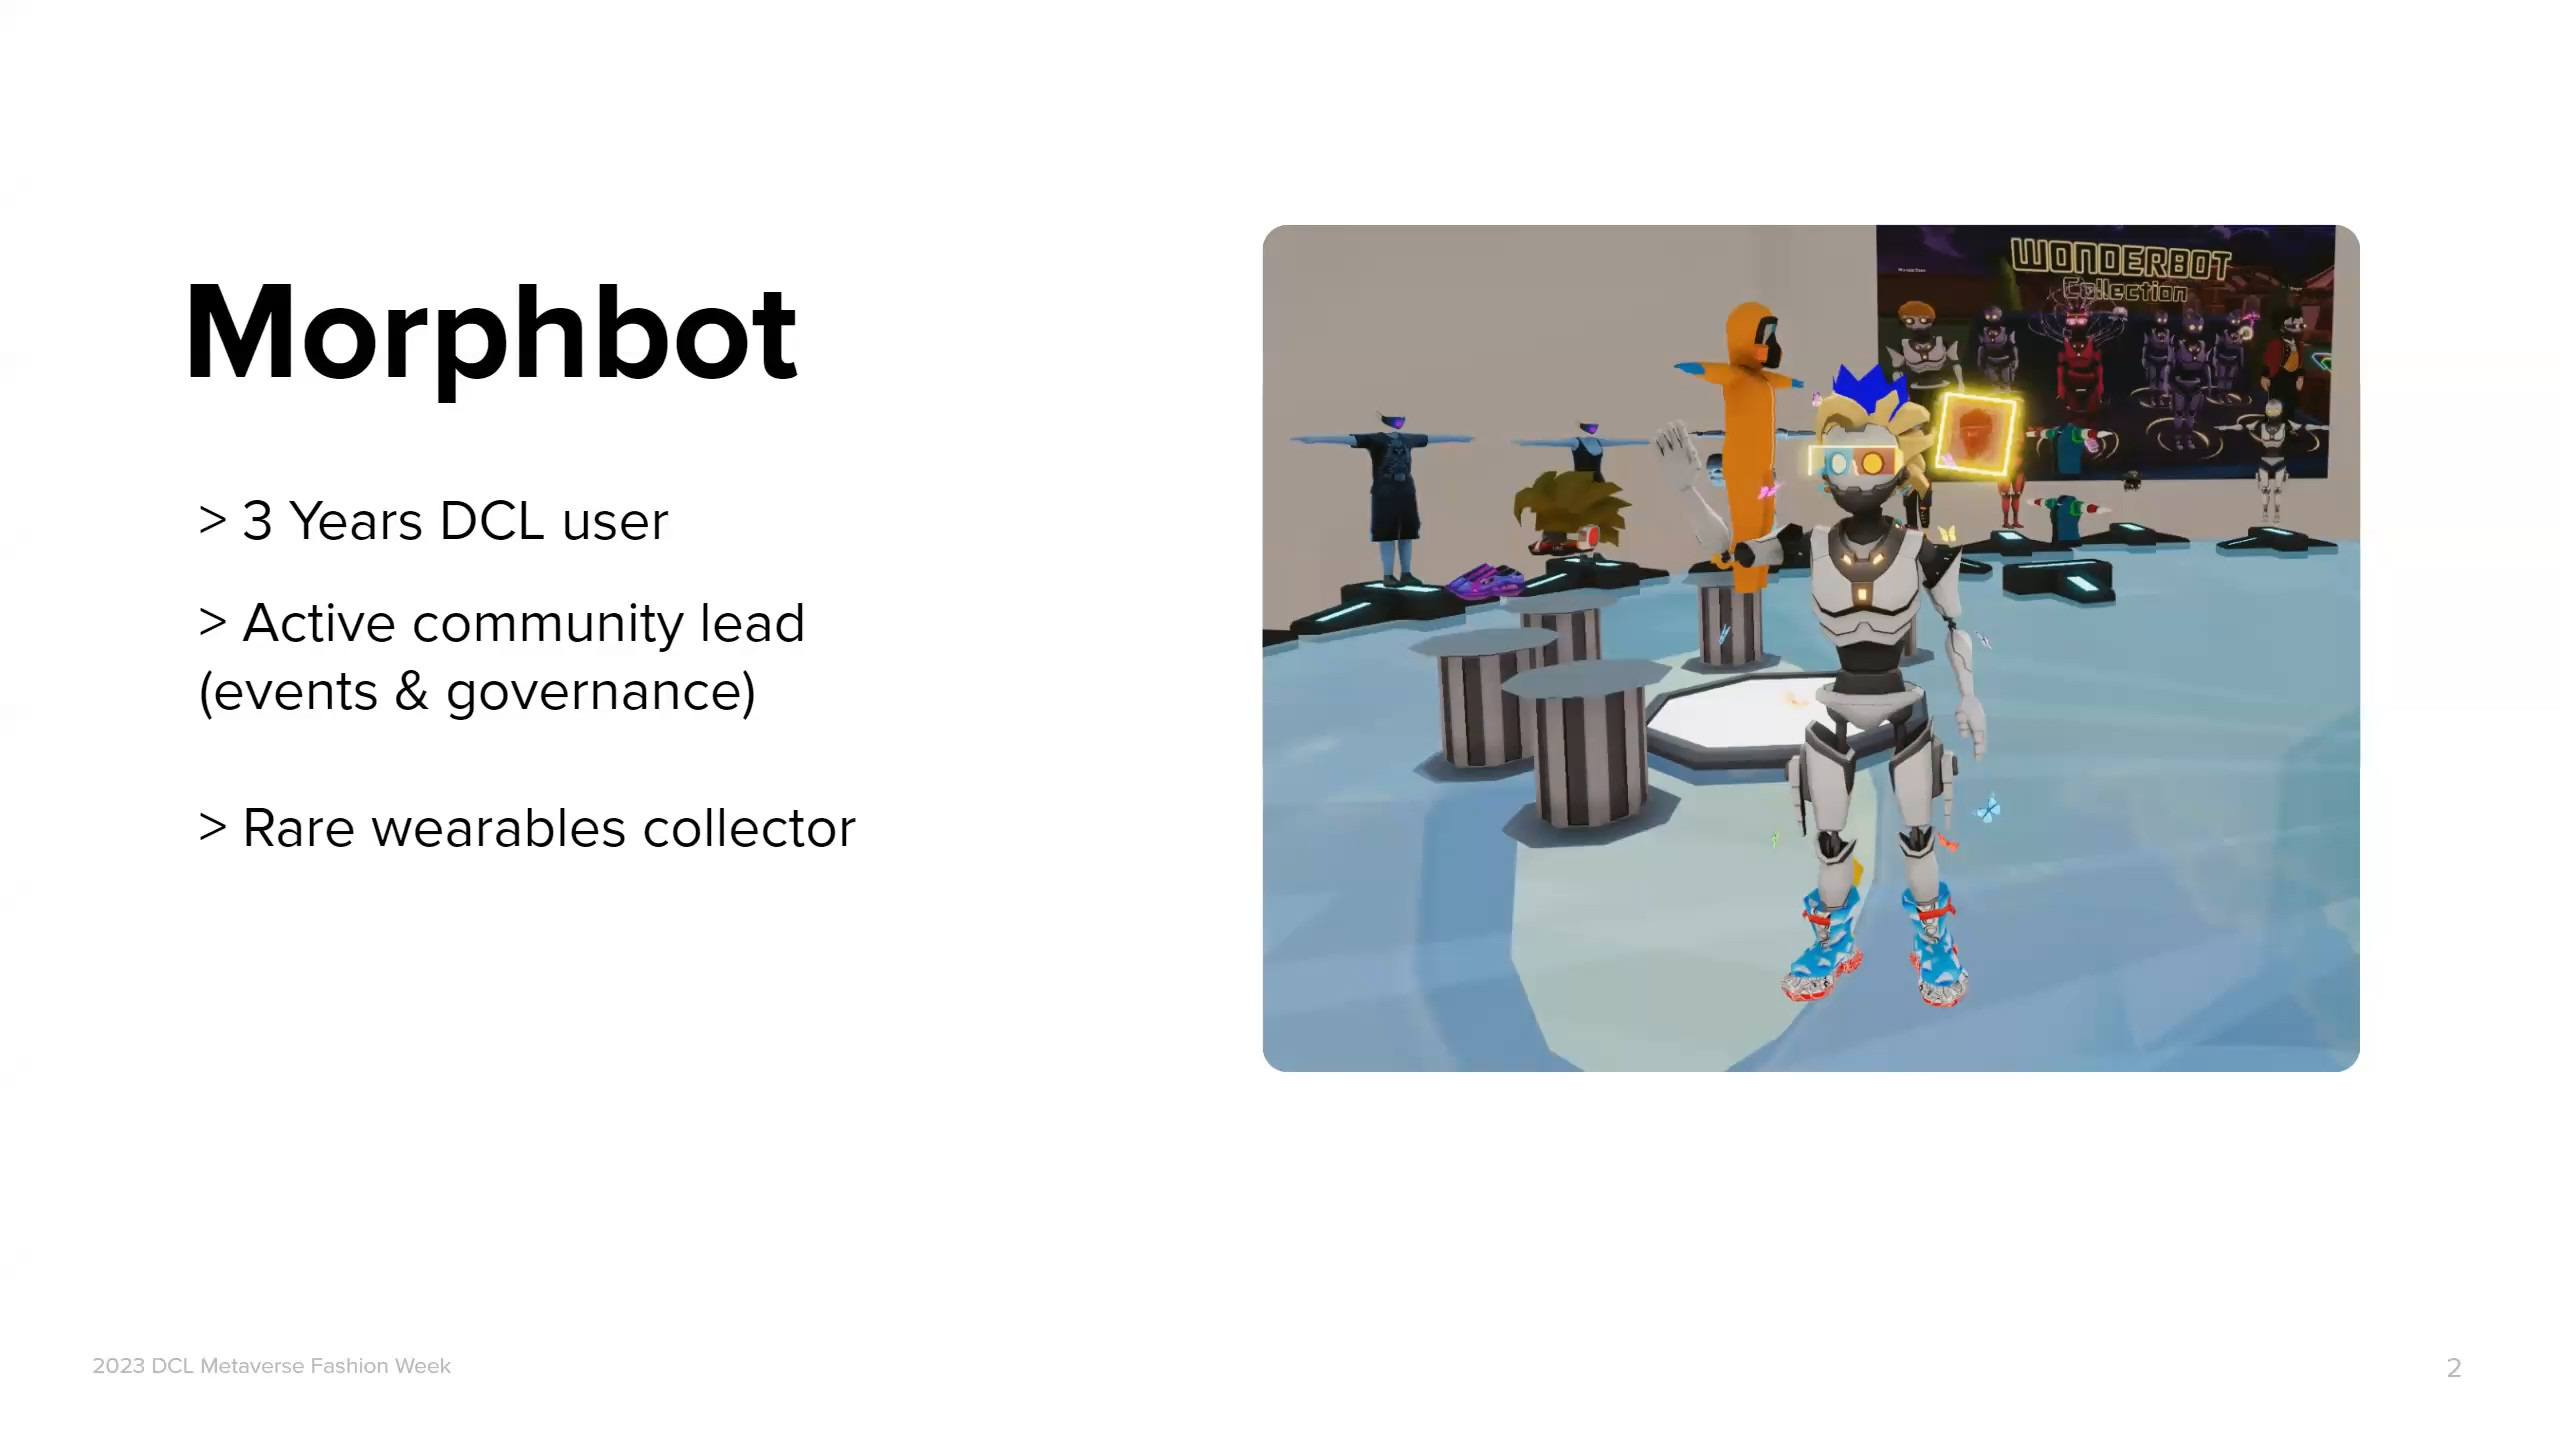 Morphbot
> 3 Years DCL user
> Active community lead
(events & governance)
> Rare wearables collector
WONDERBOT
Collection
2023 DCL Metaverse Fashion Week
2